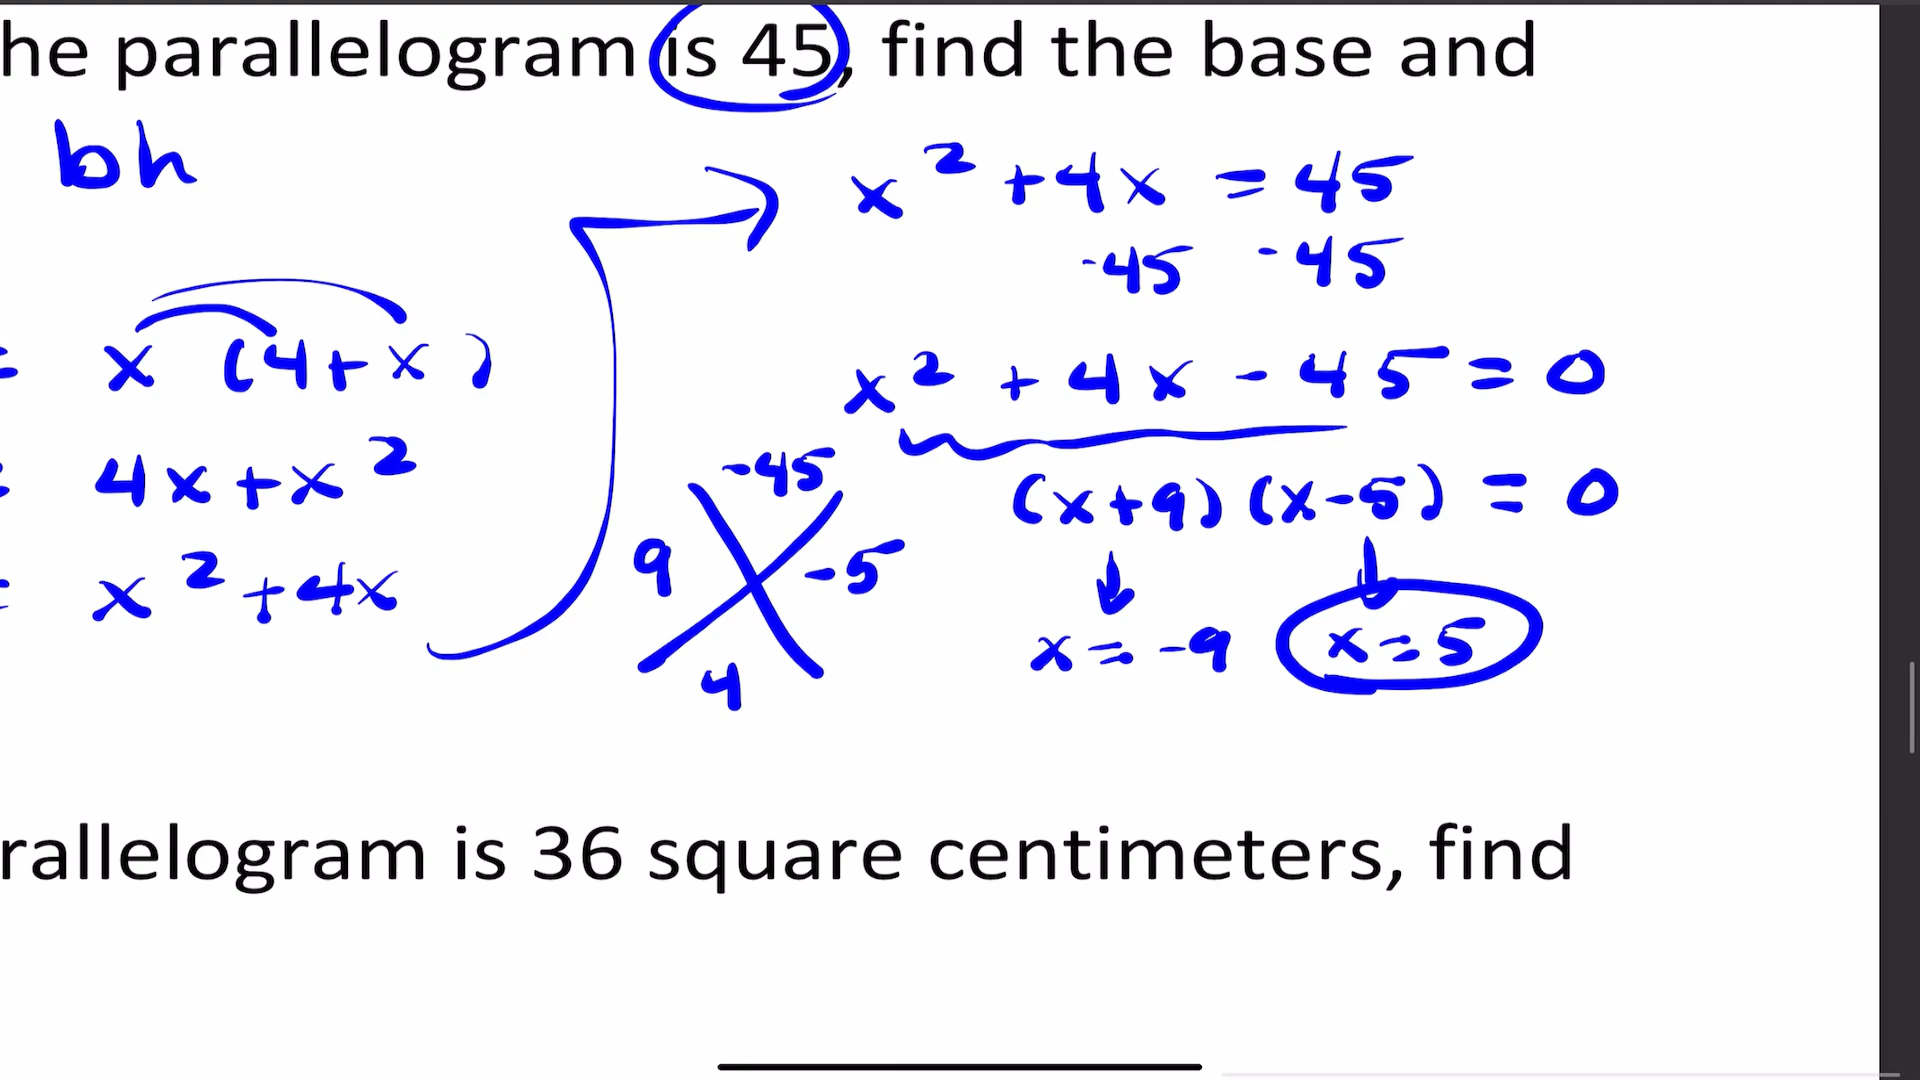 he parallelogram is 45, find the base and
bh
= x (4+x)
= 4x+x²
= x²+4x
x² +4x = 45
-45 -45
x² + 4x - 45 = 0
(x+9)(x-5) = 0
x = -9 x = 5
-45
9 -5
4
rallelogram is 36 square centimeters, find